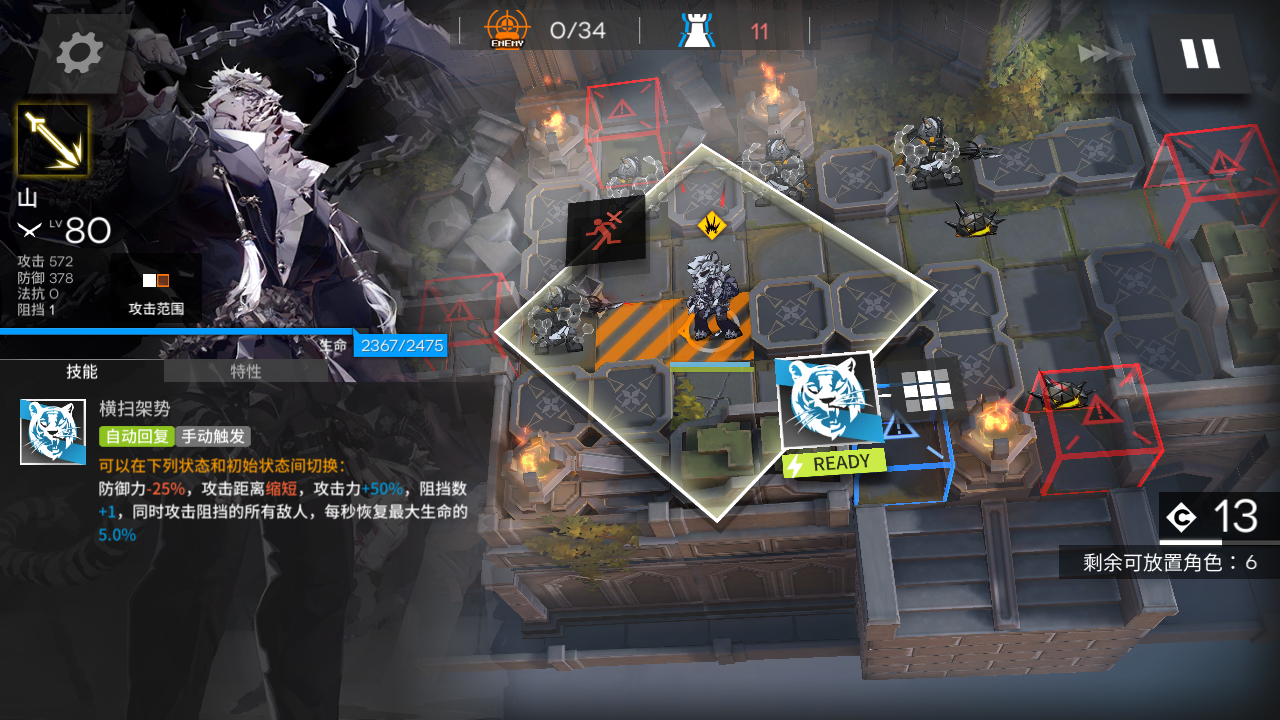 ENEMY 0/34 11
山
LV 80
攻击 572
防御 378
法抗 0
阻挡 1
攻击范围
生命 2367/2475
技能 特性
横扫架势
自动回复 手动触发
可以在下列状态和初始状态间切换：
防御力-25%，攻击距离缩短，攻击力+50%，阻挡数
+1，同时攻击阻挡的所有敌人，每秒恢复最大生命的
5.0%
READY
C 13
剩余可放置角色：6